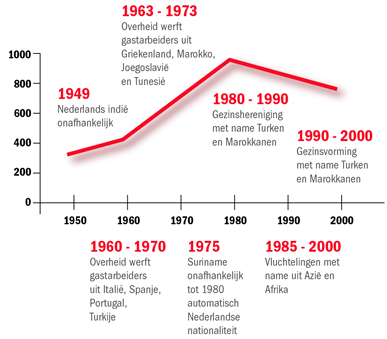 1963 - 1973
Overheid werft
gastarbeiders uit
Griekenland, Marokko,
Joegoslavië
en Tunesië
1949
Nederlands indië
onafhankelijk
1980 - 1990
Gezinshereniging
met name Turken
en Marokkanen
1990 - 2000
Gezinsvorming
met name Turken
en Marokkanen
1000
800
600
400
200
0
1950
1960
1970
1980
1990
2000
1960 - 1970
Overheid werft
gastarbeiders
uit Italië, Spanje,
Portugal,
Turkije
1975
Suriname
onafhankelijk
tot 1980
automatisch
Nederlandse
nationaliteit
1985 - 2000
Vluchtelingen met
name uit Azië en
Afrika